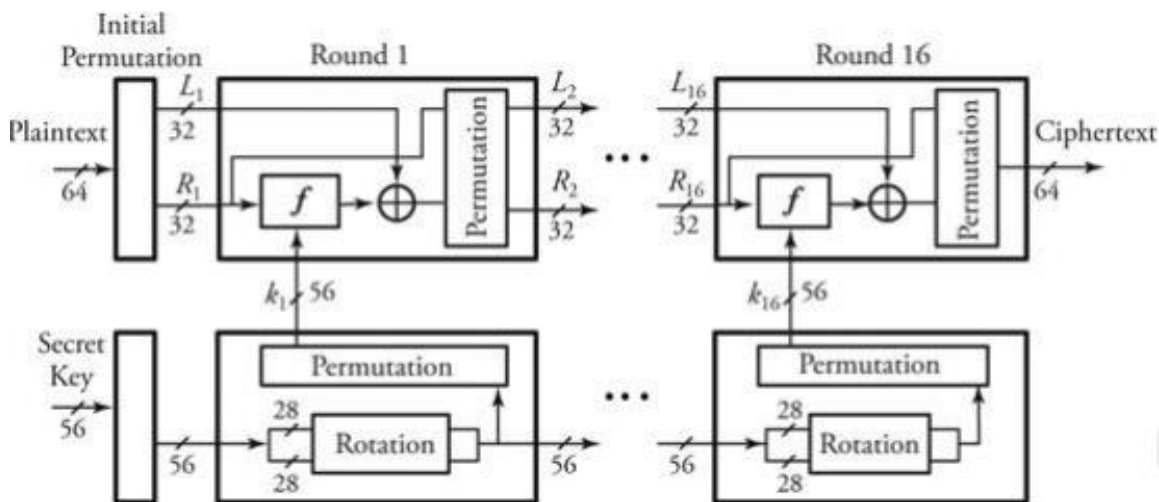 Initial
Permutation
Round 1
Round 16
L₁
32
L₂
32
L₁₆
32
Plaintext
64
R₁
32
f
Permutation
R₂
32
• • •
R₁₆
32
f
Permutation
Ciphertext
64
k₁
56
k₁₆
56
Secret
Key
56
Permutation
Permutation
56
28
Rotation
28
56
• • •
56
28
Rotation
28